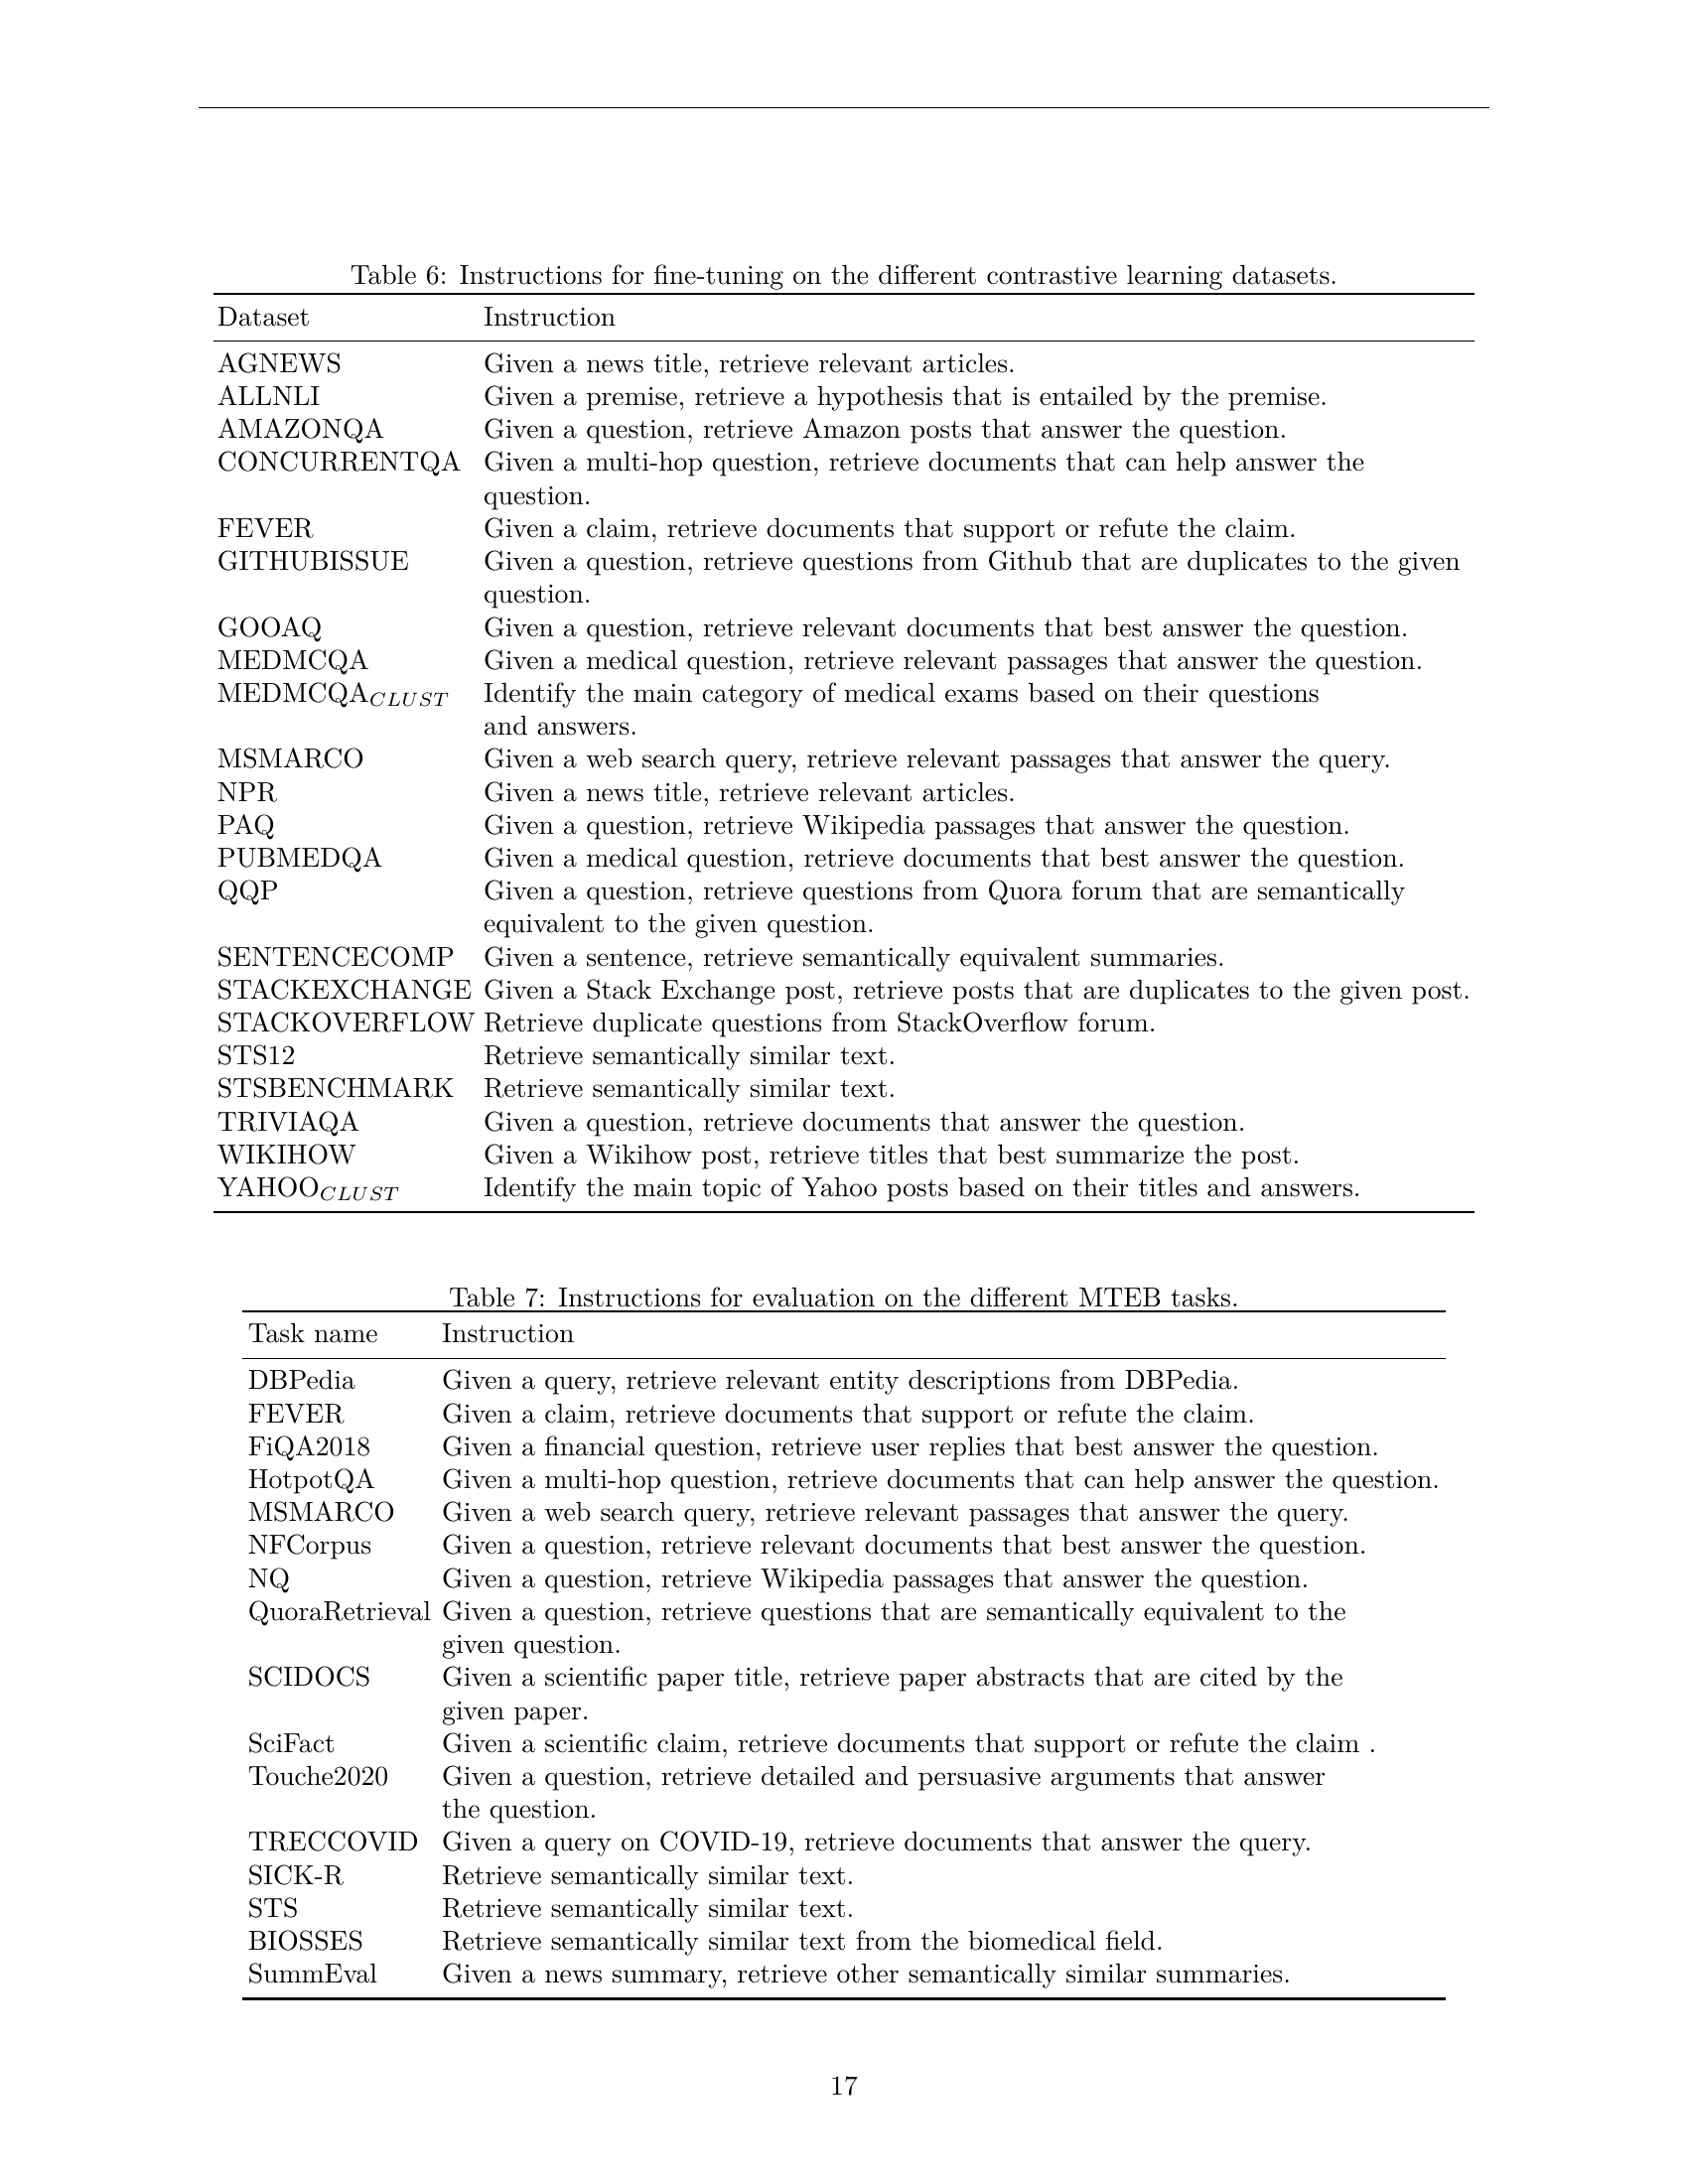 Table 6: Instructions for fine-tuning on the different contrastive learning datasets.
Dataset Instruction
AGNEWS Given a news title, retrieve relevant articles.
ALLNLI Given a premise, retrieve a hypothesis that is entailed by the premise.
AMAZONQA Given a question, retrieve Amazon posts that answer the question.
CONCURRENTQA Given a multi-hop question, retrieve documents that can help answer the
question.
FEVER Given a claim, retrieve documents that support or refute the claim.
GITHUBISSUE Given a question, retrieve questions from Github that are duplicates to the given
question.
GOOAQ Given a question, retrieve relevant documents that best answer the question.
MEDMCQA Given a medical question, retrieve relevant passages that answer the question.
MEDMCQA_CLUST Identify the main category of medical exams based on their questions
and answers.
MSMARCO Given a web search query, retrieve relevant passages that answer the query.
NPR Given a news title, retrieve relevant articles.
PAQ Given a question, retrieve Wikipedia passages that answer the question.
PUBMEDQA Given a medical question, retrieve documents that best answer the question.
QQP Given a question, retrieve questions from Quora forum that are semantically
equivalent to the given question.
SENTENCECOMP Given a sentence, retrieve semantically equivalent summaries.
STACKEXCHANGE Given a Stack Exchange post, retrieve posts that are duplicates to the given post.
STACKOVERFLOW Retrieve duplicate questions from StackOverflow forum.
STS12 Retrieve semantically similar text.
STSBENCHMARK Retrieve semantically similar text.
TRIVIAQA Given a question, retrieve documents that answer the question.
WIKIHOW Given a Wikihow post, retrieve titles that best summarize the post.
YAHOO_CLUST Identify the main topic of Yahoo posts based on their titles and answers.
Table 7: Instructions for evaluation on the different MTEB tasks.
Task name Instruction
DBPedia Given a query, retrieve relevant entity descriptions from DBPedia.
FEVER Given a claim, retrieve documents that support or refute the claim.
FiQA2018 Given a financial question, retrieve user replies that best answer the question.
HotpotQA Given a multi-hop question, retrieve documents that can help answer the question.
MSMARCO Given a web search query, retrieve relevant passages that answer the query.
NFCorpus Given a question, retrieve relevant documents that best answer the question.
NQ Given a question, retrieve Wikipedia passages that answer the question.
QuoraRetrieval Given a question, retrieve questions that are semantically equivalent to the
given question.
SCIDOCS Given a scientific paper title, retrieve paper abstracts that are cited by the
given paper.
SciFact Given a scientific claim, retrieve documents that support or refute the claim .
Touche2020 Given a question, retrieve detailed and persuasive arguments that answer
the question.
TRECCOVID Given a query on COVID-19, retrieve documents that answer the query.
SICK-R Retrieve semantically similar text.
STS Retrieve semantically similar text.
BIOSSES Retrieve semantically similar text from the biomedical field.
SummEval Given a news summary, retrieve other semantically similar summaries.
17